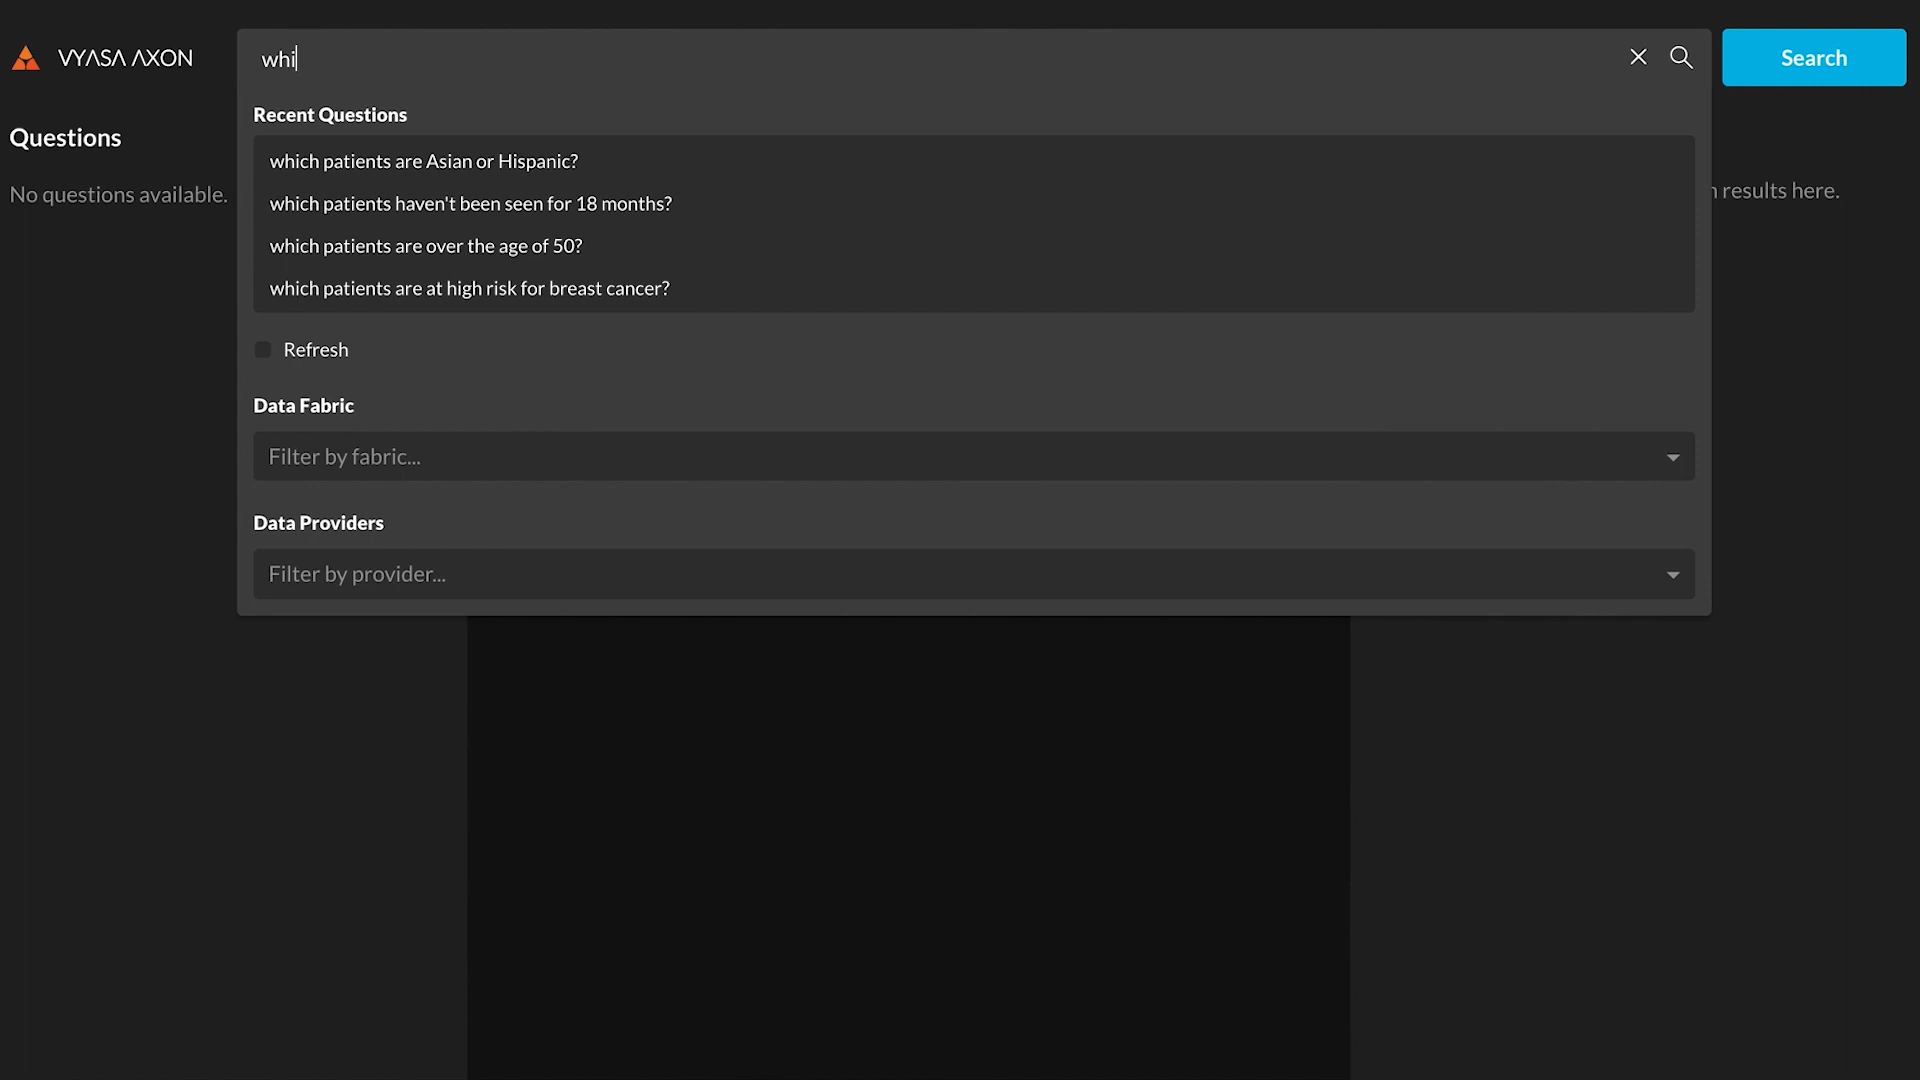 VYASA AXON
whi
Search
Recent Questions
Questions
which patients are Asian or Hispanic?
No questions available.
results here.
which patients haven't been seen for 18 months?
which patients are over the age of 50?
which patients are at high risk for breast cancer?
Refresh
Data Fabric
Filter by fabric...
Data Providers
Filter by provider...